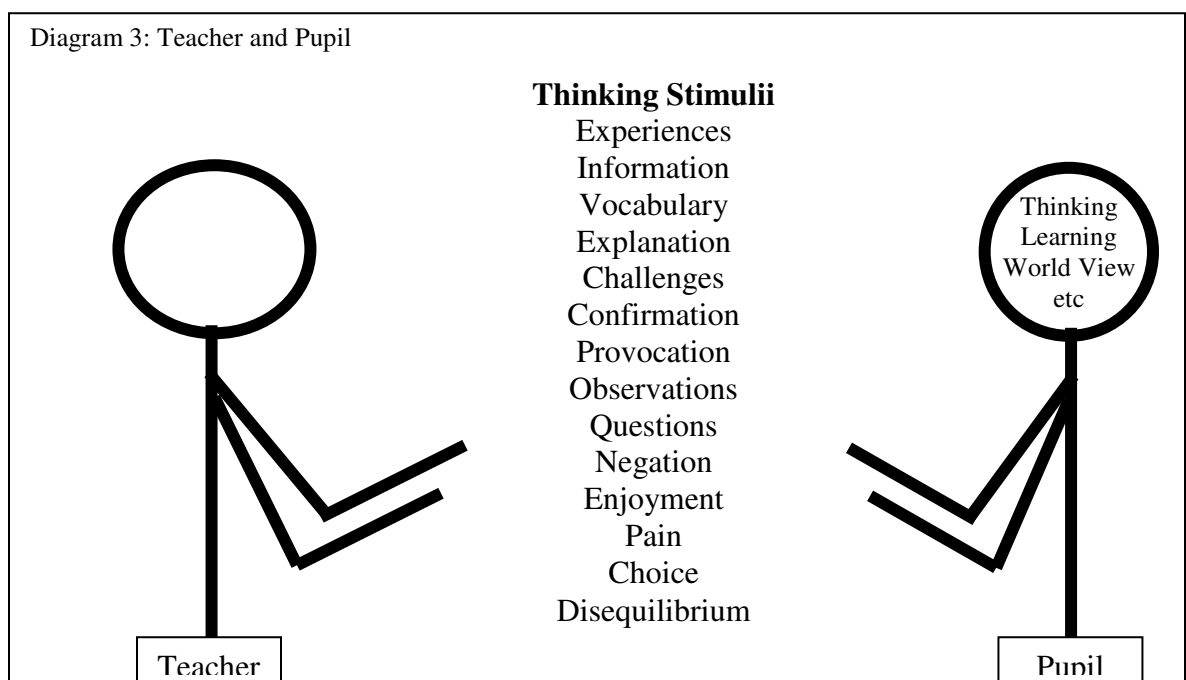 Diagram 3: Teacher and Pupil
Thinking Stimulii
Experiences
Information
Vocabulary
Explanation
Challenges
Confirmation
Provocation
Observations
Questions
Negation
Enjoyment
Pain
Choice
Disequilibrium
Thinking
Learning
World View
etc
Teacher
Pupil